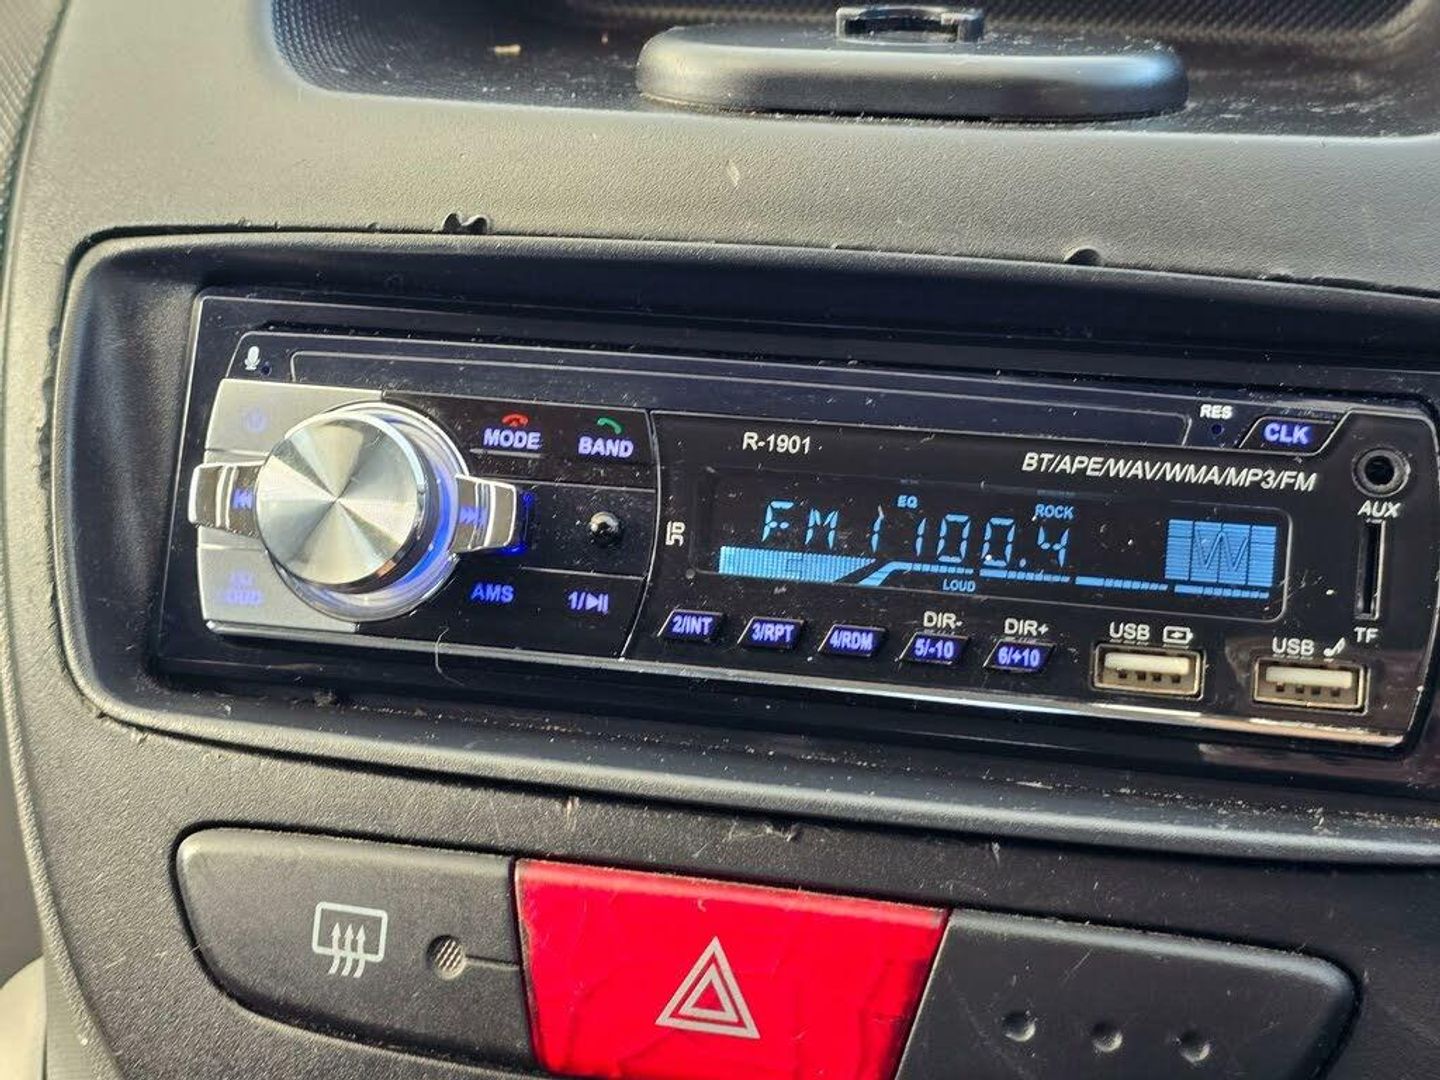 RES
CLK
MODE
BAND
R-1901
BT/APE/WAV/WMA/MP3/FM
AUX
EQ
ROCK
FM1 100.4
LOUD
AMS
1/
2/INT
3/RPT
4/RDM
DIR-
5/-10
DIR+
6/+10
USB
USB
TF